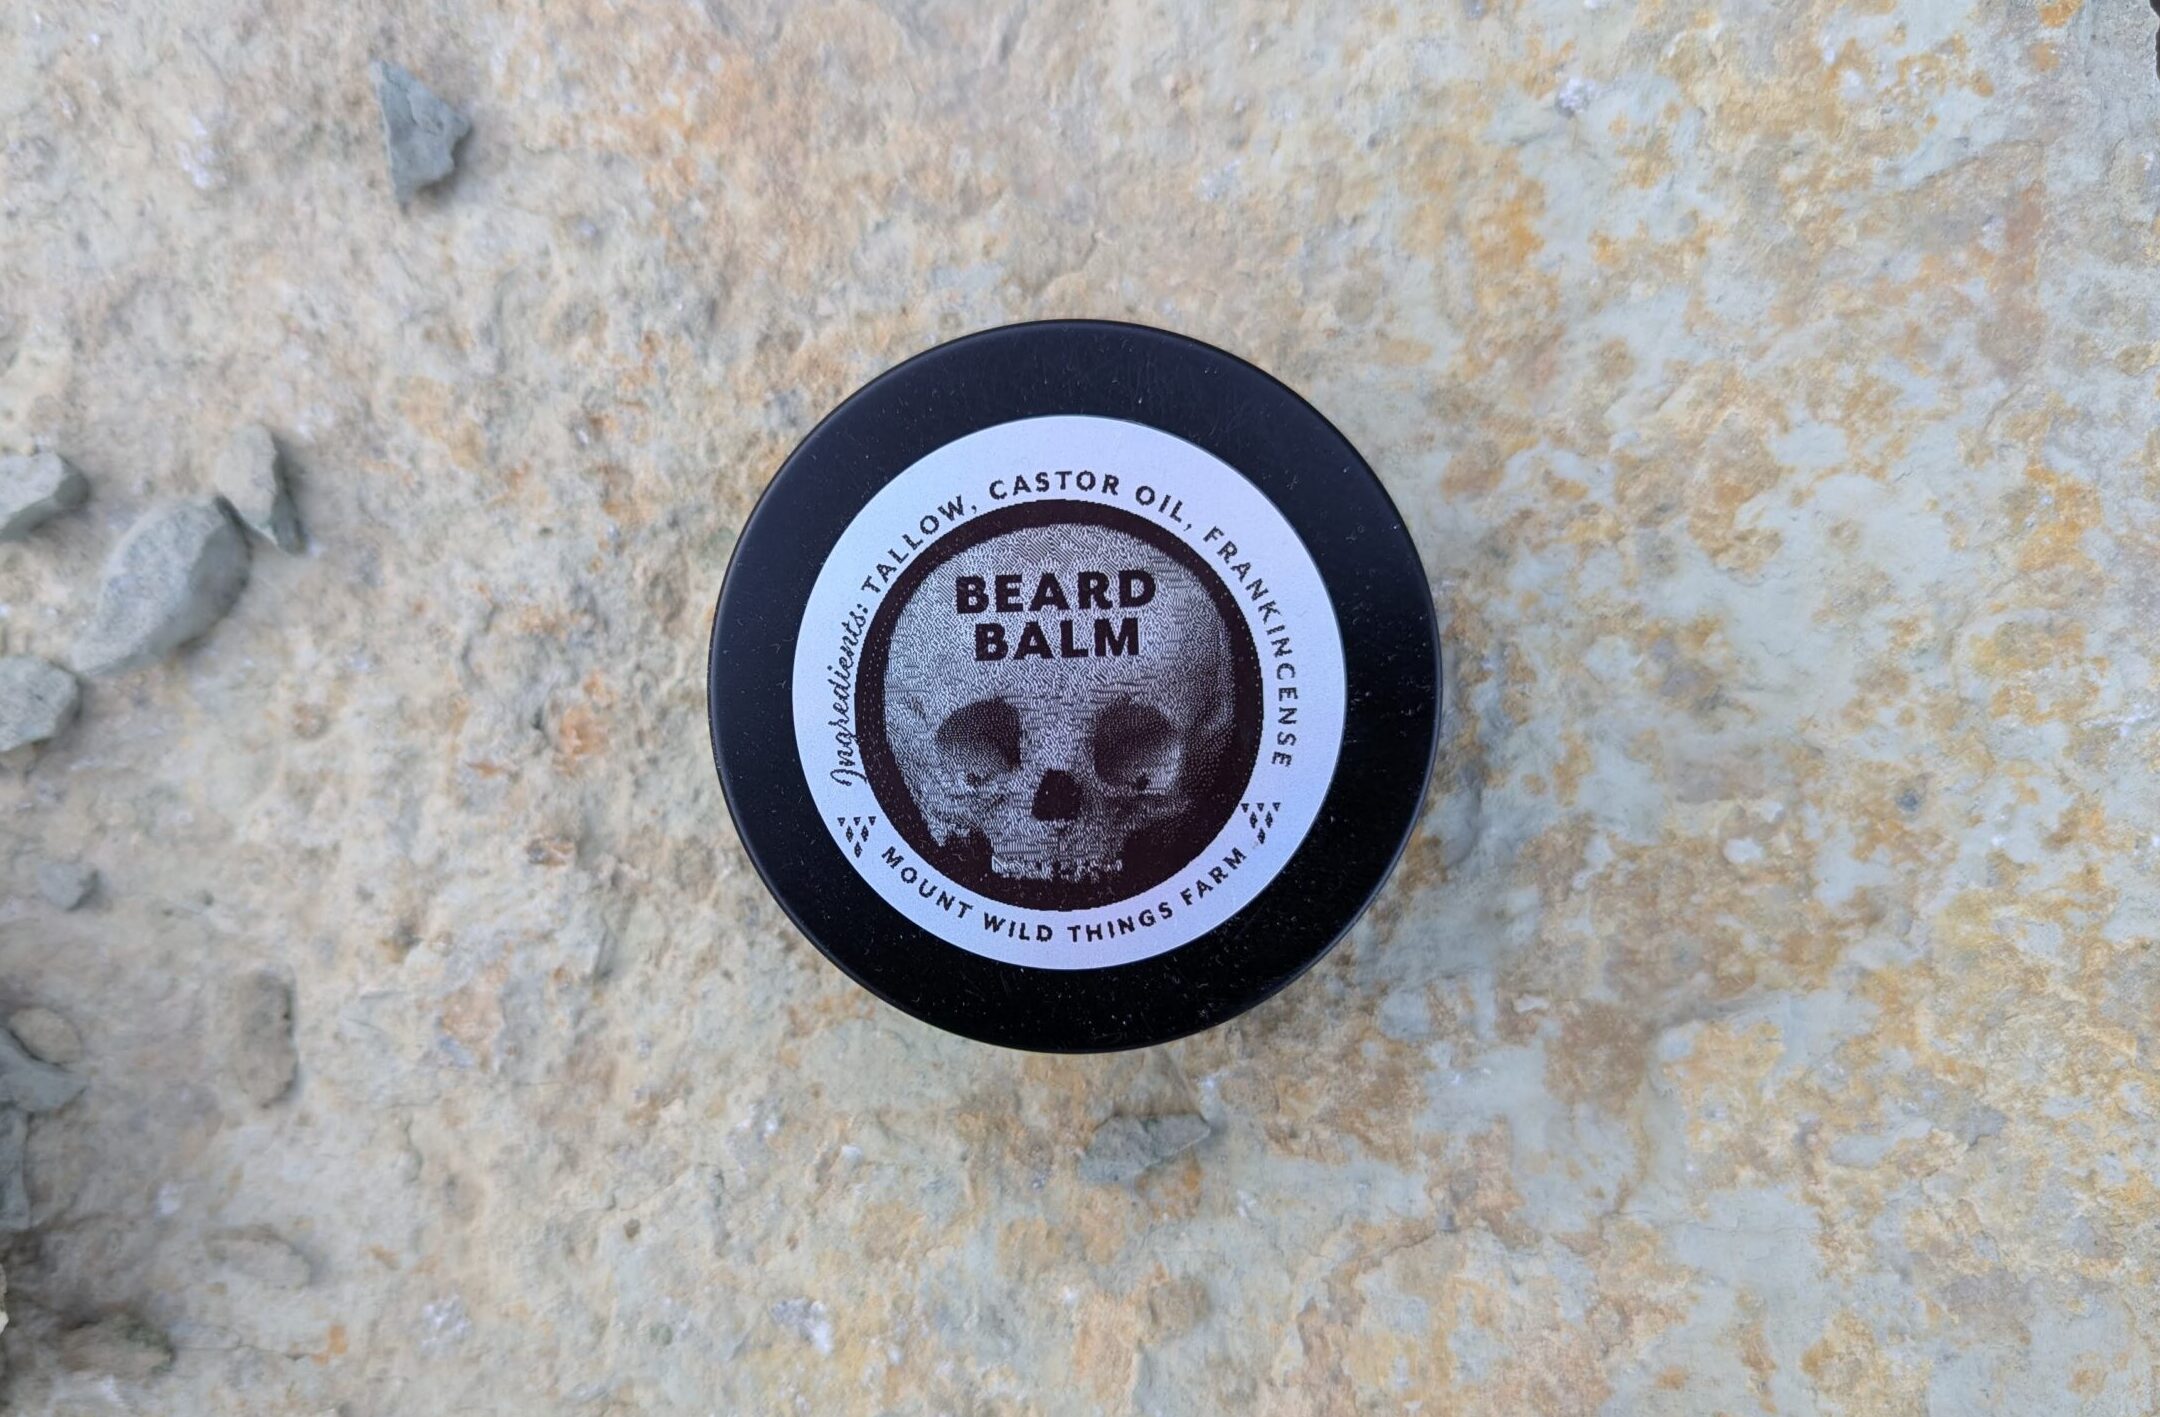 Ingredients: TALLOW, CASTOR OIL, FRANKINCENSE
BEARD
BALM
MOUNT WILD THINGS FARM